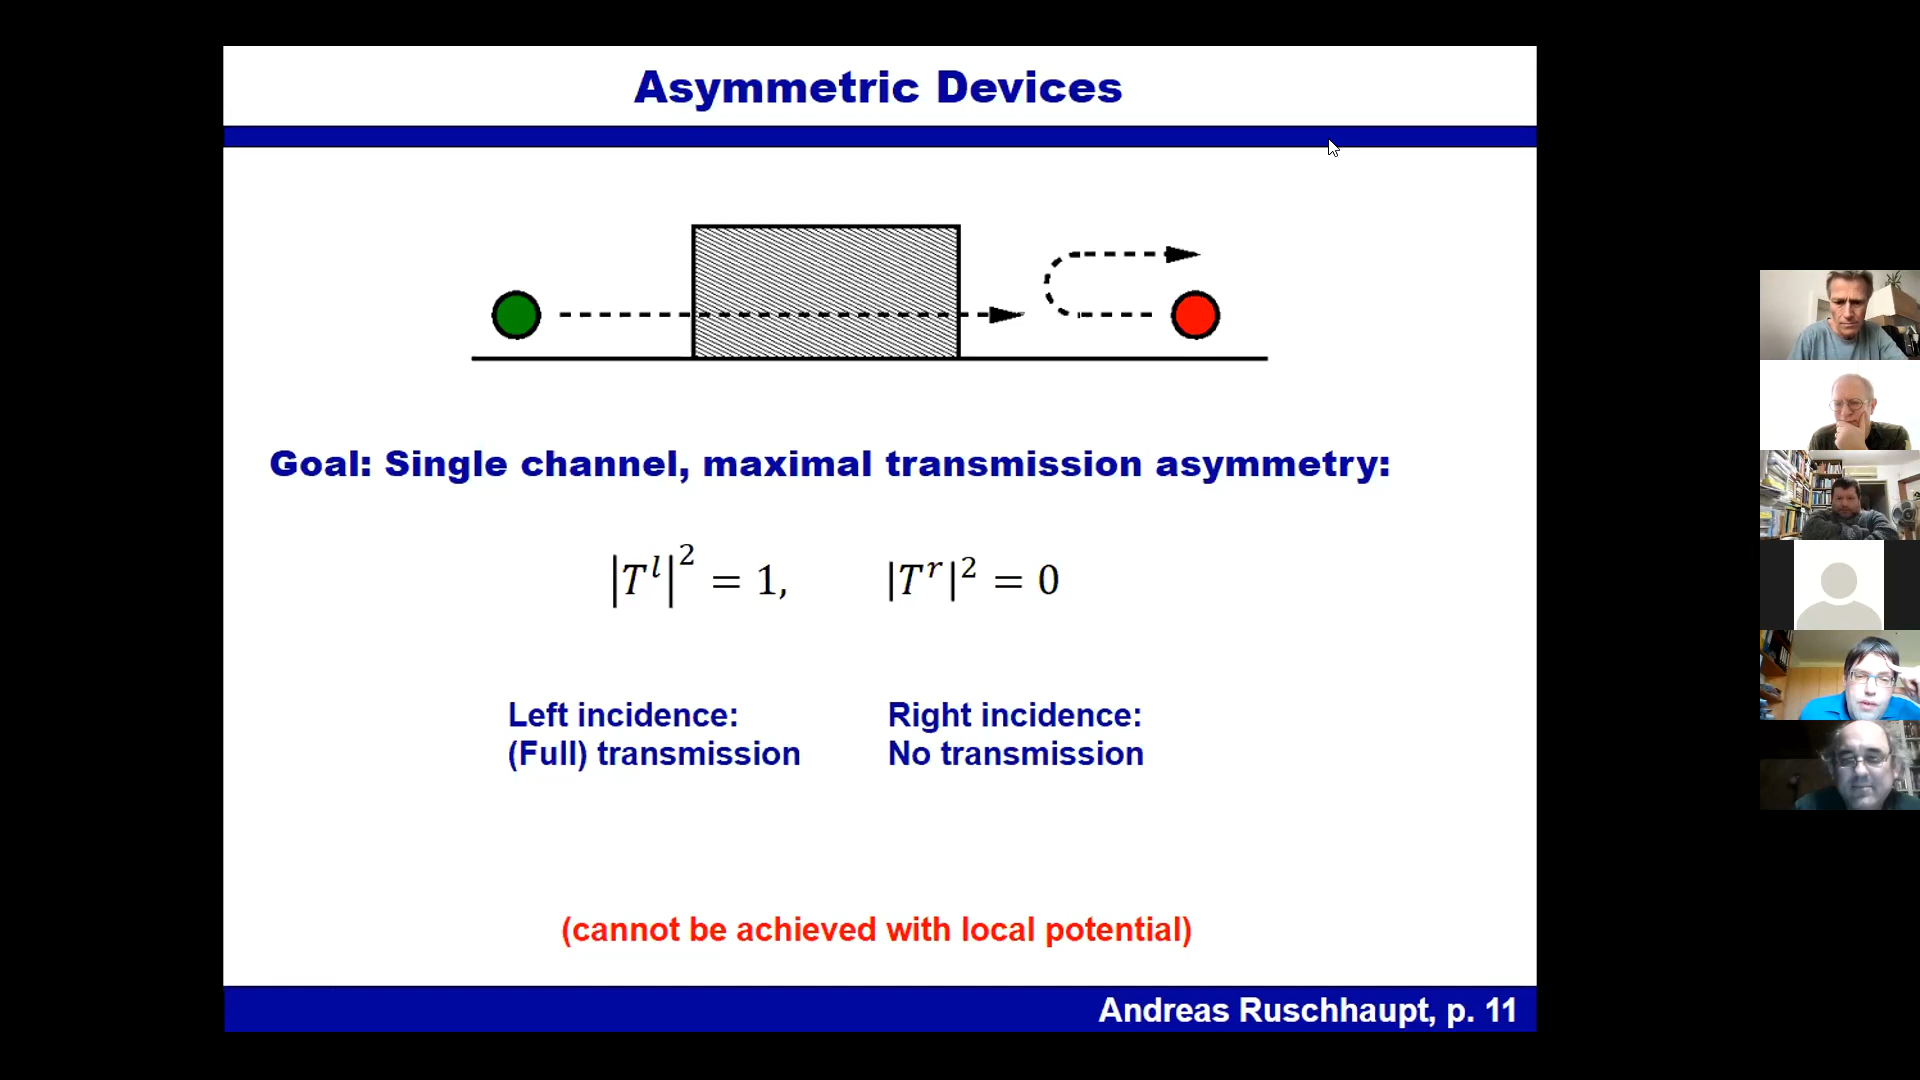 Asymmetric Devices
Goal: Single channel, maximal transmission asymmetry:
|T^l|^2 = 1, |T^r|^2 = 0
Left incidence:
(Full) transmission
Right incidence:
No transmission
(cannot be achieved with local potential)
Andreas Ruschhaupt, p. 11